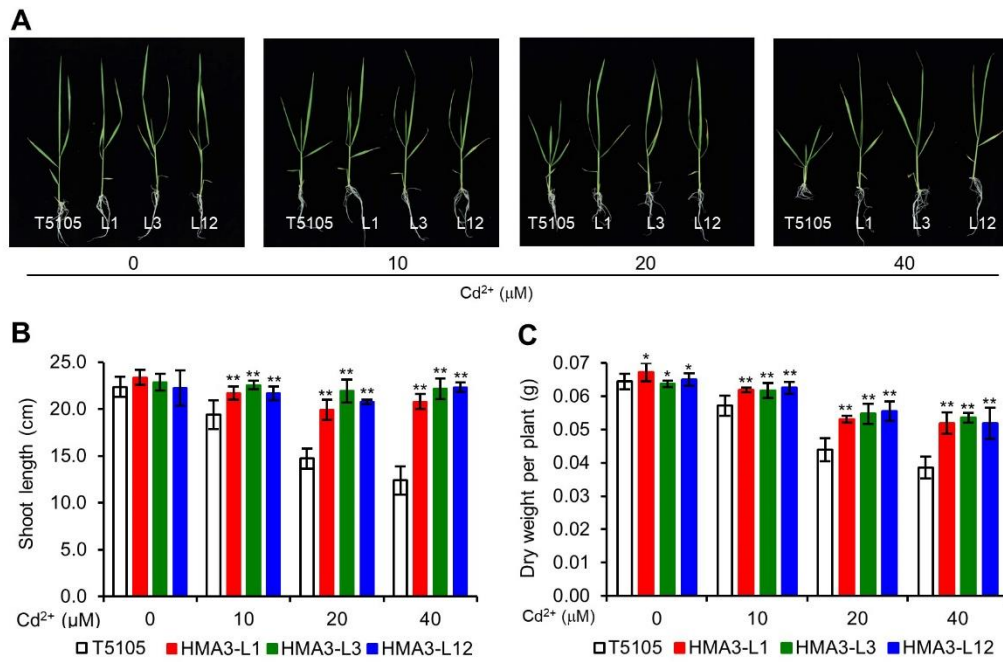 A
T5105 L1 L3 L12
T5105 L1 L3 L12
T5105 L1 L3 L12
T5105 L1 L3 L12
0 10 20 40
Cd²⁺ (μM)
B
Shoot length (cm)
25.0
20.0
15.0
10.0
5.0
0.0
** ** **
** ** **
** ** **
Cd²⁺ (μM) 0 10 20 40
T5105 HMA3-L1 HMA3-L3 HMA3-L12
C
Dry weight per plant (g)
0.07
0.06
0.05
0.04
0.03
0.02
0.01
0.00
* * *
** ** **
** ** **
** ** **
Cd²⁺ (μM) 0 10 20 40
T5105 HMA3-L1 HMA3-L3 HMA3-L12